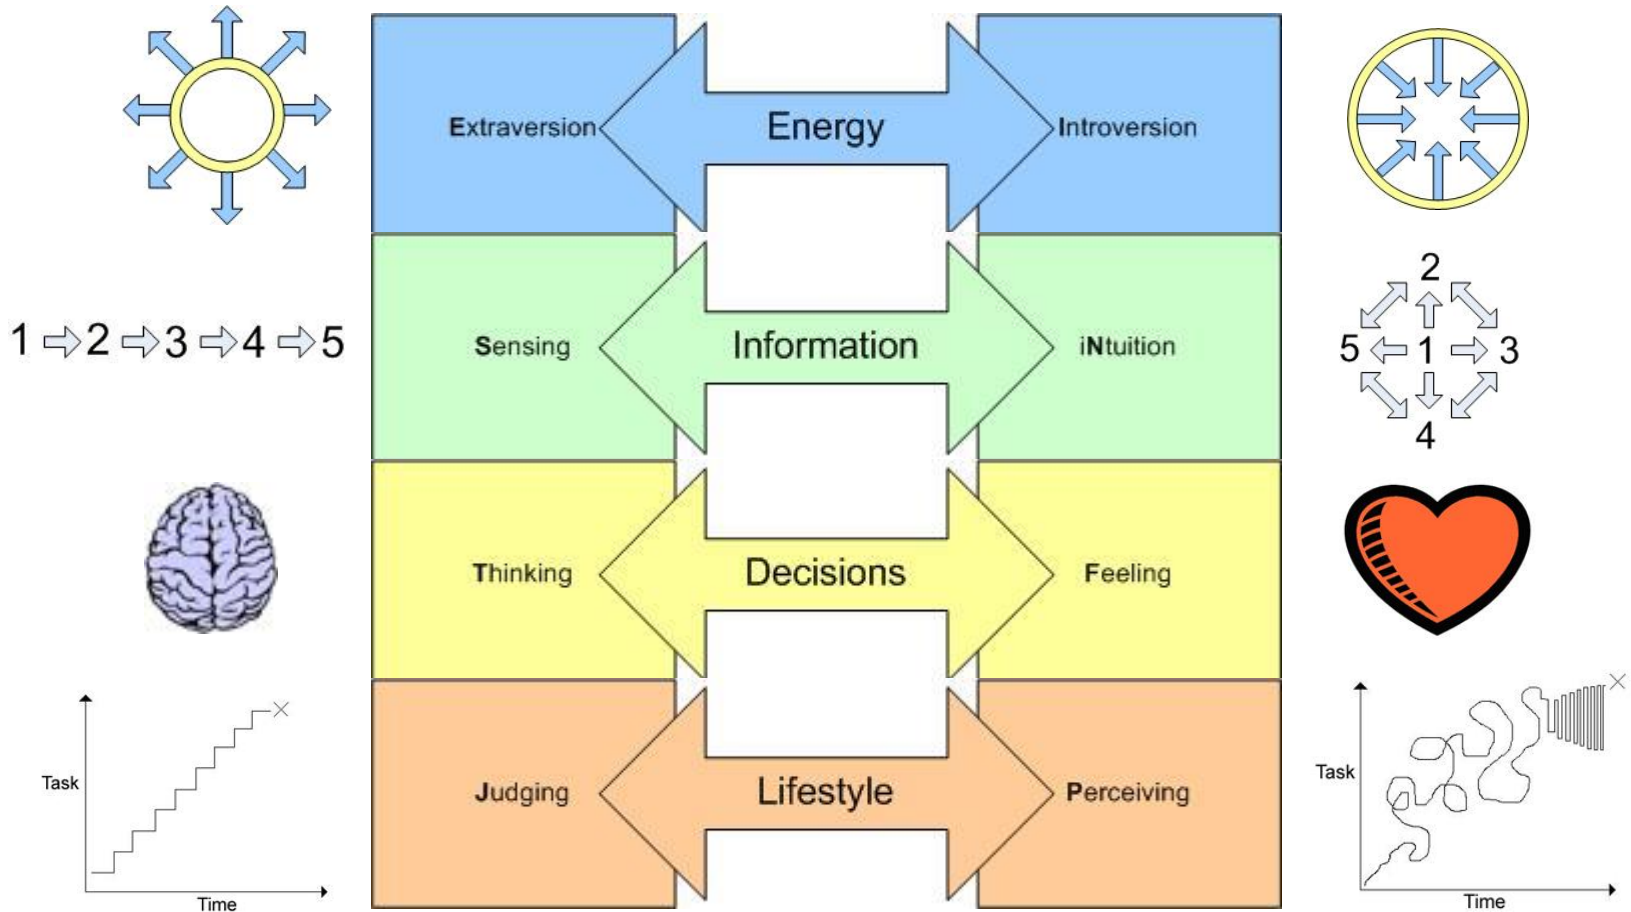 Extraversion
Energy
Introversion
1 2 3 4 5
Sensing
Information
iNtuition
2
5 1 3
4
Thinking
Decisions
Feeling
Task
Time
Judging
Lifestyle
Perceiving
Task
Time